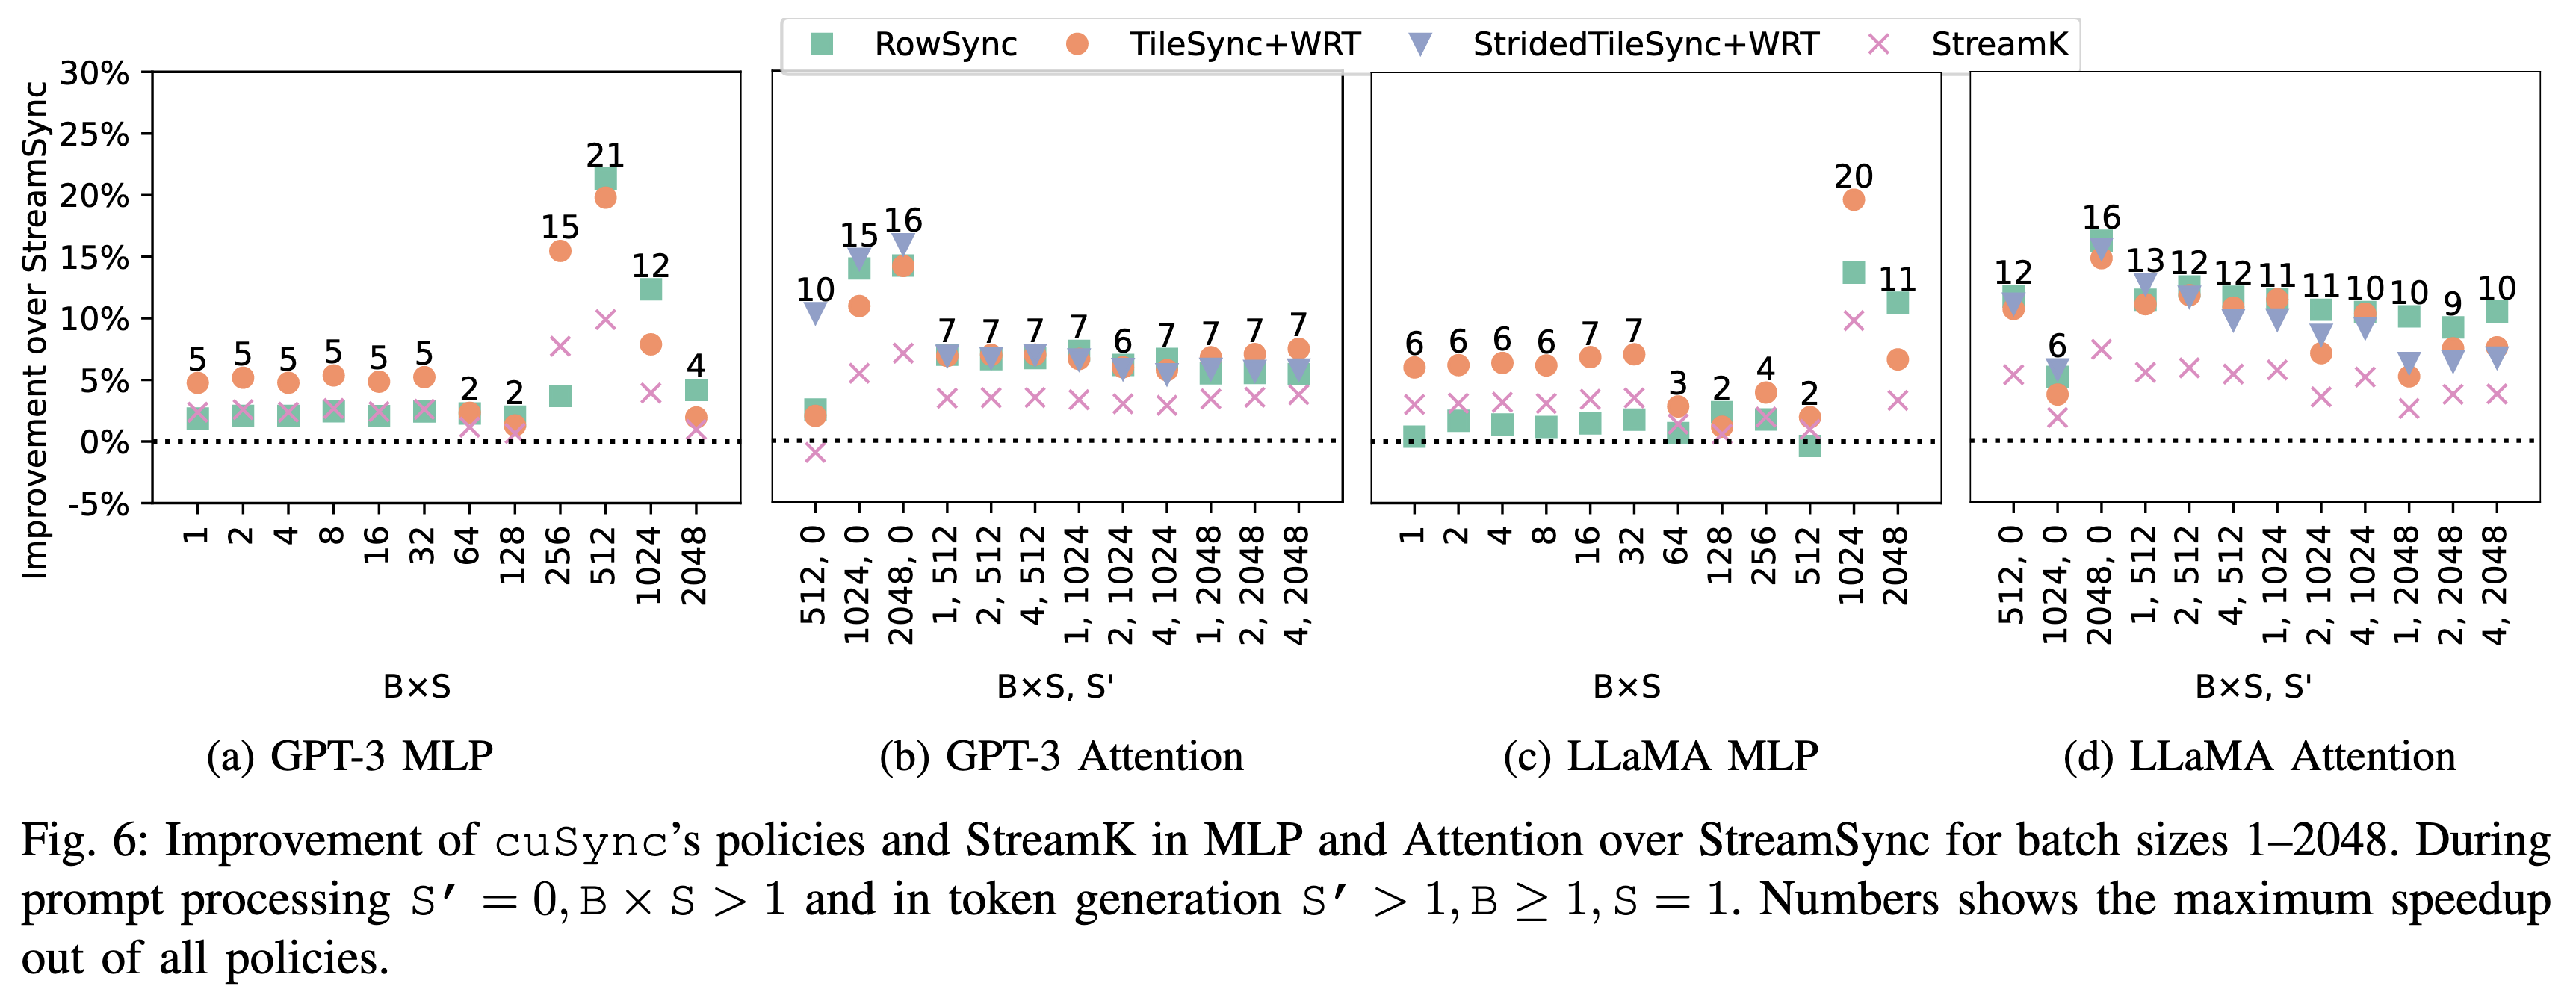 RowSync TileSync+WRT StridedTileSync+WRT StreamK
Improvement over StreamSync
30%
25%
20%
15%
10%
5%
0%
-5%
5 5 5 5 5 5 2 2 15 21 12 4
1 2 4 8 16 32 64 128 256 512 1024 2048
B×S
(a) GPT-3 MLP
10 15 16 7 7 7 7 6 7 7 7 7
512, 0 1024, 0 2048, 0 1, 512 2, 512 4, 512 1, 1024 2, 1024 4, 1024 1, 2048 2, 2048 4, 2048
B×S, S'
(b) GPT-3 Attention
6 6 6 6 7 7 3 2 4 2 20 11
1 2 4 8 16 32 64 128 256 512 1024 2048
B×S
(c) LLaMA MLP
12 6 16 13 12 12 11 11 10 10 9 10
512, 0 1024, 0 2048, 0 1, 512 2, 512 4, 512 1, 1024 2, 1024 4, 1024 1, 2048 2, 2048 4, 2048
B×S, S'
(d) LLaMA Attention
Fig. 6: Improvement of cuSync's policies and StreamK in MLP and Attention over StreamSync for batch sizes 1–2048. During
prompt processing S′ = 0, B × S > 1 and in token generation S′ > 1, B ≥ 1, S = 1. Numbers shows the maximum speedup
out of all policies.